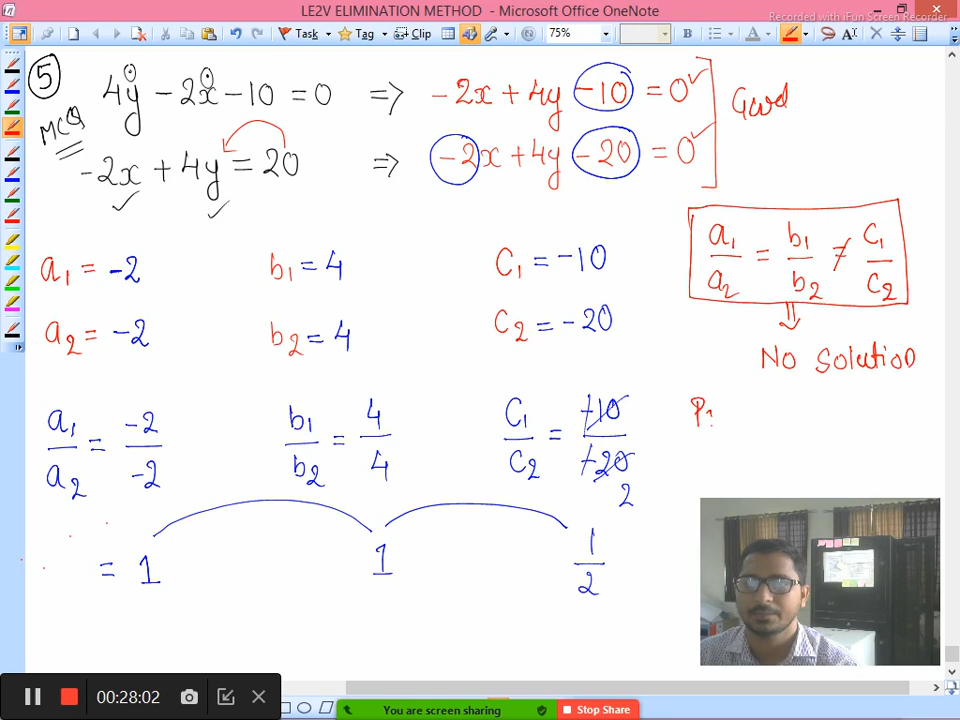 LE2V ELIMINATION METHOD - Microsoft Office OneNote
Recorded with iFun Screen Recorder
Task Tag Clip 75% B A
5 4y - 2x - 10 = 0 => -2x + 4y - 10 = 0
MCQ -2x + 4y = 20 => -2x + 4y - 20 = 0
a1 = -2 b1 = 4 C1 = -10
a2 = -2 b2 = 4 C2 = -20
a1/a2 = b1/b2 ≠ C1/C2
⇓
No Solution
a1/a2 = -2/-2 b1/b2 = 4/4 C1/C2 = -10/-20
2
= 1 1 1/2
00:28:02
You are screen sharing Stop Share